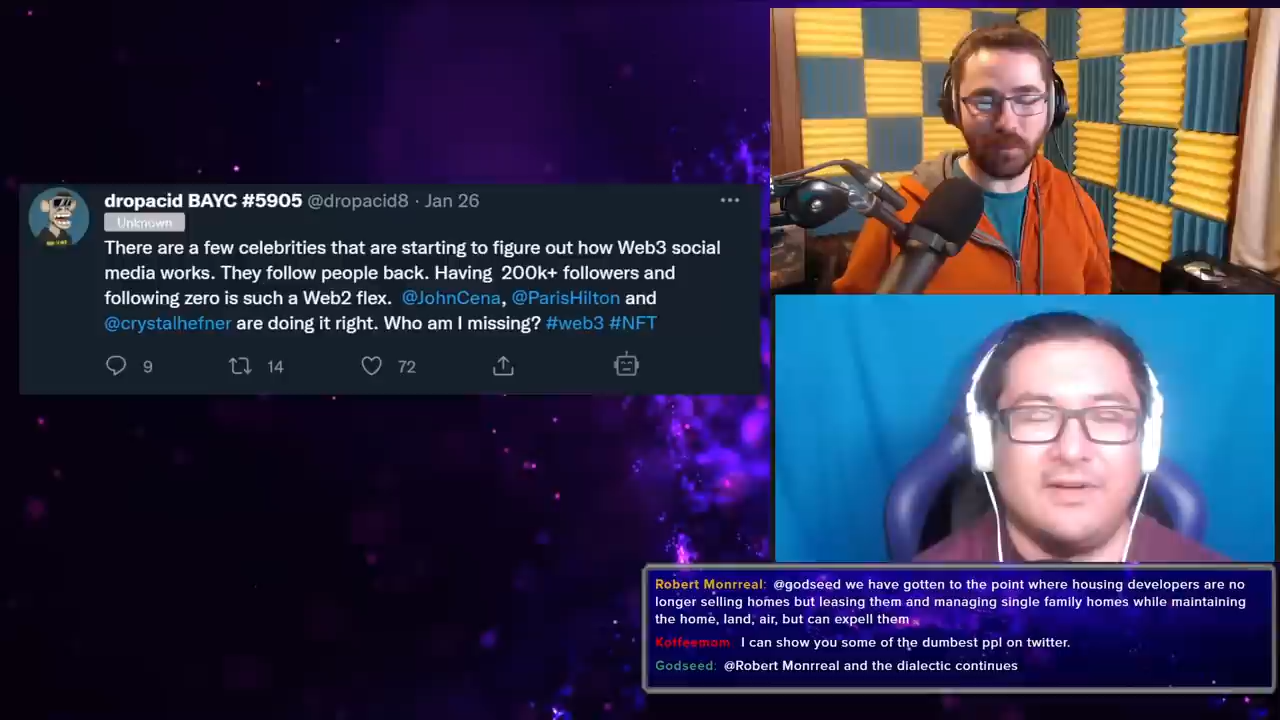 dropacid BAYC #5905 @dropacid8 · Jan 26
Unknown
There are a few celebrities that are starting to figure out how Web3 social
media works. They follow people back. Having 200k+ followers and
following zero is such a Web2 flex. @JohnCena, @ParisHilton and
@crystalhefner are doing it right. Who am I missing? #web3 #NFT
9 14 72
Robert Monrreal: @godseed we have gotten to the point where housing developers are no
longer selling homes but leasing them and managing single family homes while maintaining
the home, land, air, but can expell them
Koffeemom: I can show you some of the dumbest ppl on twitter.
Godseed: @Robert Monrreal and the dialectic continues